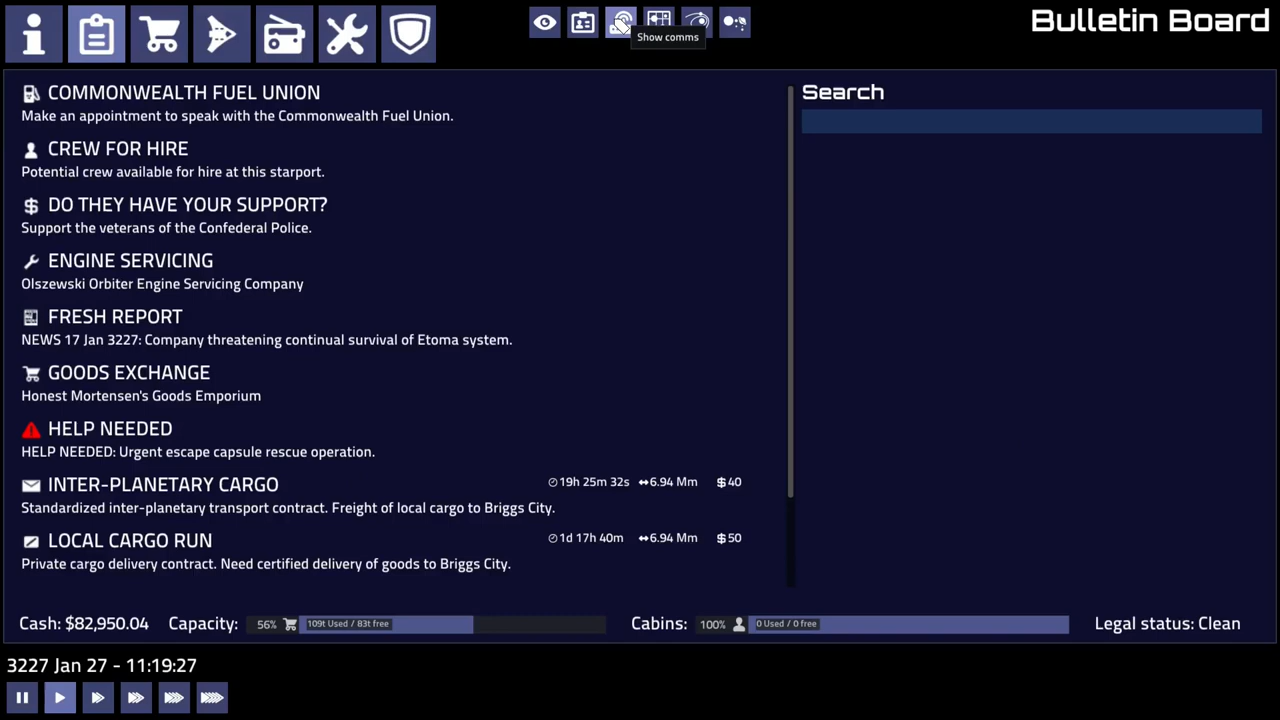 Bulletin Board
Show comms
COMMONWEALTH FUEL UNION
Make an appointment to speak with the Commonwealth Fuel Union.
CREW FOR HIRE
Potential crew available for hire at this starport.
DO THEY HAVE YOUR SUPPORT?
Support the veterans of the Confederal Police.
ENGINE SERVICING
Olszewski Orbiter Engine Servicing Company
FRESH REPORT
NEWS 17 Jan 3227: Company threatening continual survival of Etoma system.
GOODS EXCHANGE
Honest Mortensen's Goods Emporium
HELP NEEDED
HELP NEEDED: Urgent escape capsule rescue operation.
INTER-PLANETARY CARGO 19h 25m 32s 6.94 Mm $40
Standardized inter-planetary transport contract. Freight of local cargo to Briggs City.
LOCAL CARGO RUN 1d 17h 40m 6.94 Mm $50
Private cargo delivery contract. Need certified delivery of goods to Briggs City.
Search
Cash: $82,950.04 Capacity: 56% 109t Used / 83t free Cabins: 100% 0 Used / 0 free Legal status: Clean
3227 Jan 27 - 11:19:27